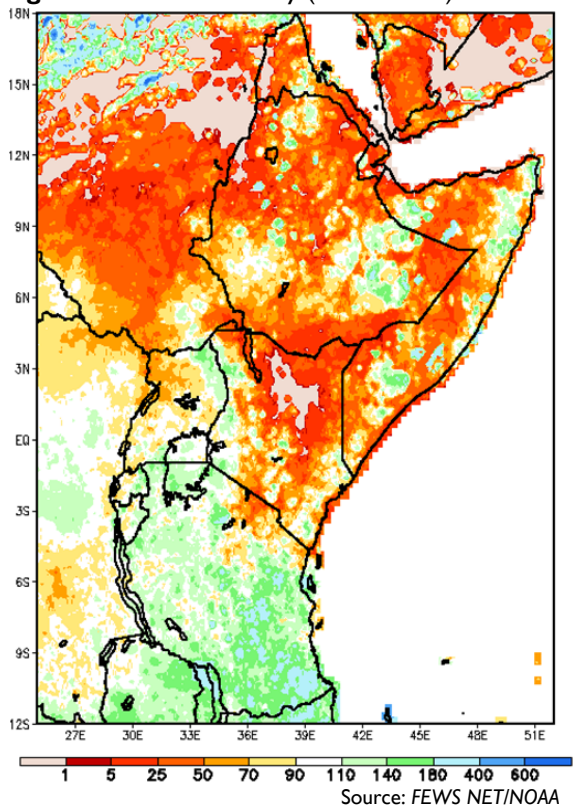 18N
15N
12N
9N
6N
3N
EQ
3S
6S
9S
12S
27E 30E 33E 36E 39E 42E 45E 48E 51E
1 5 25 50 70 90 110 140 180 400 600
Source: FEWS NET/NOAA